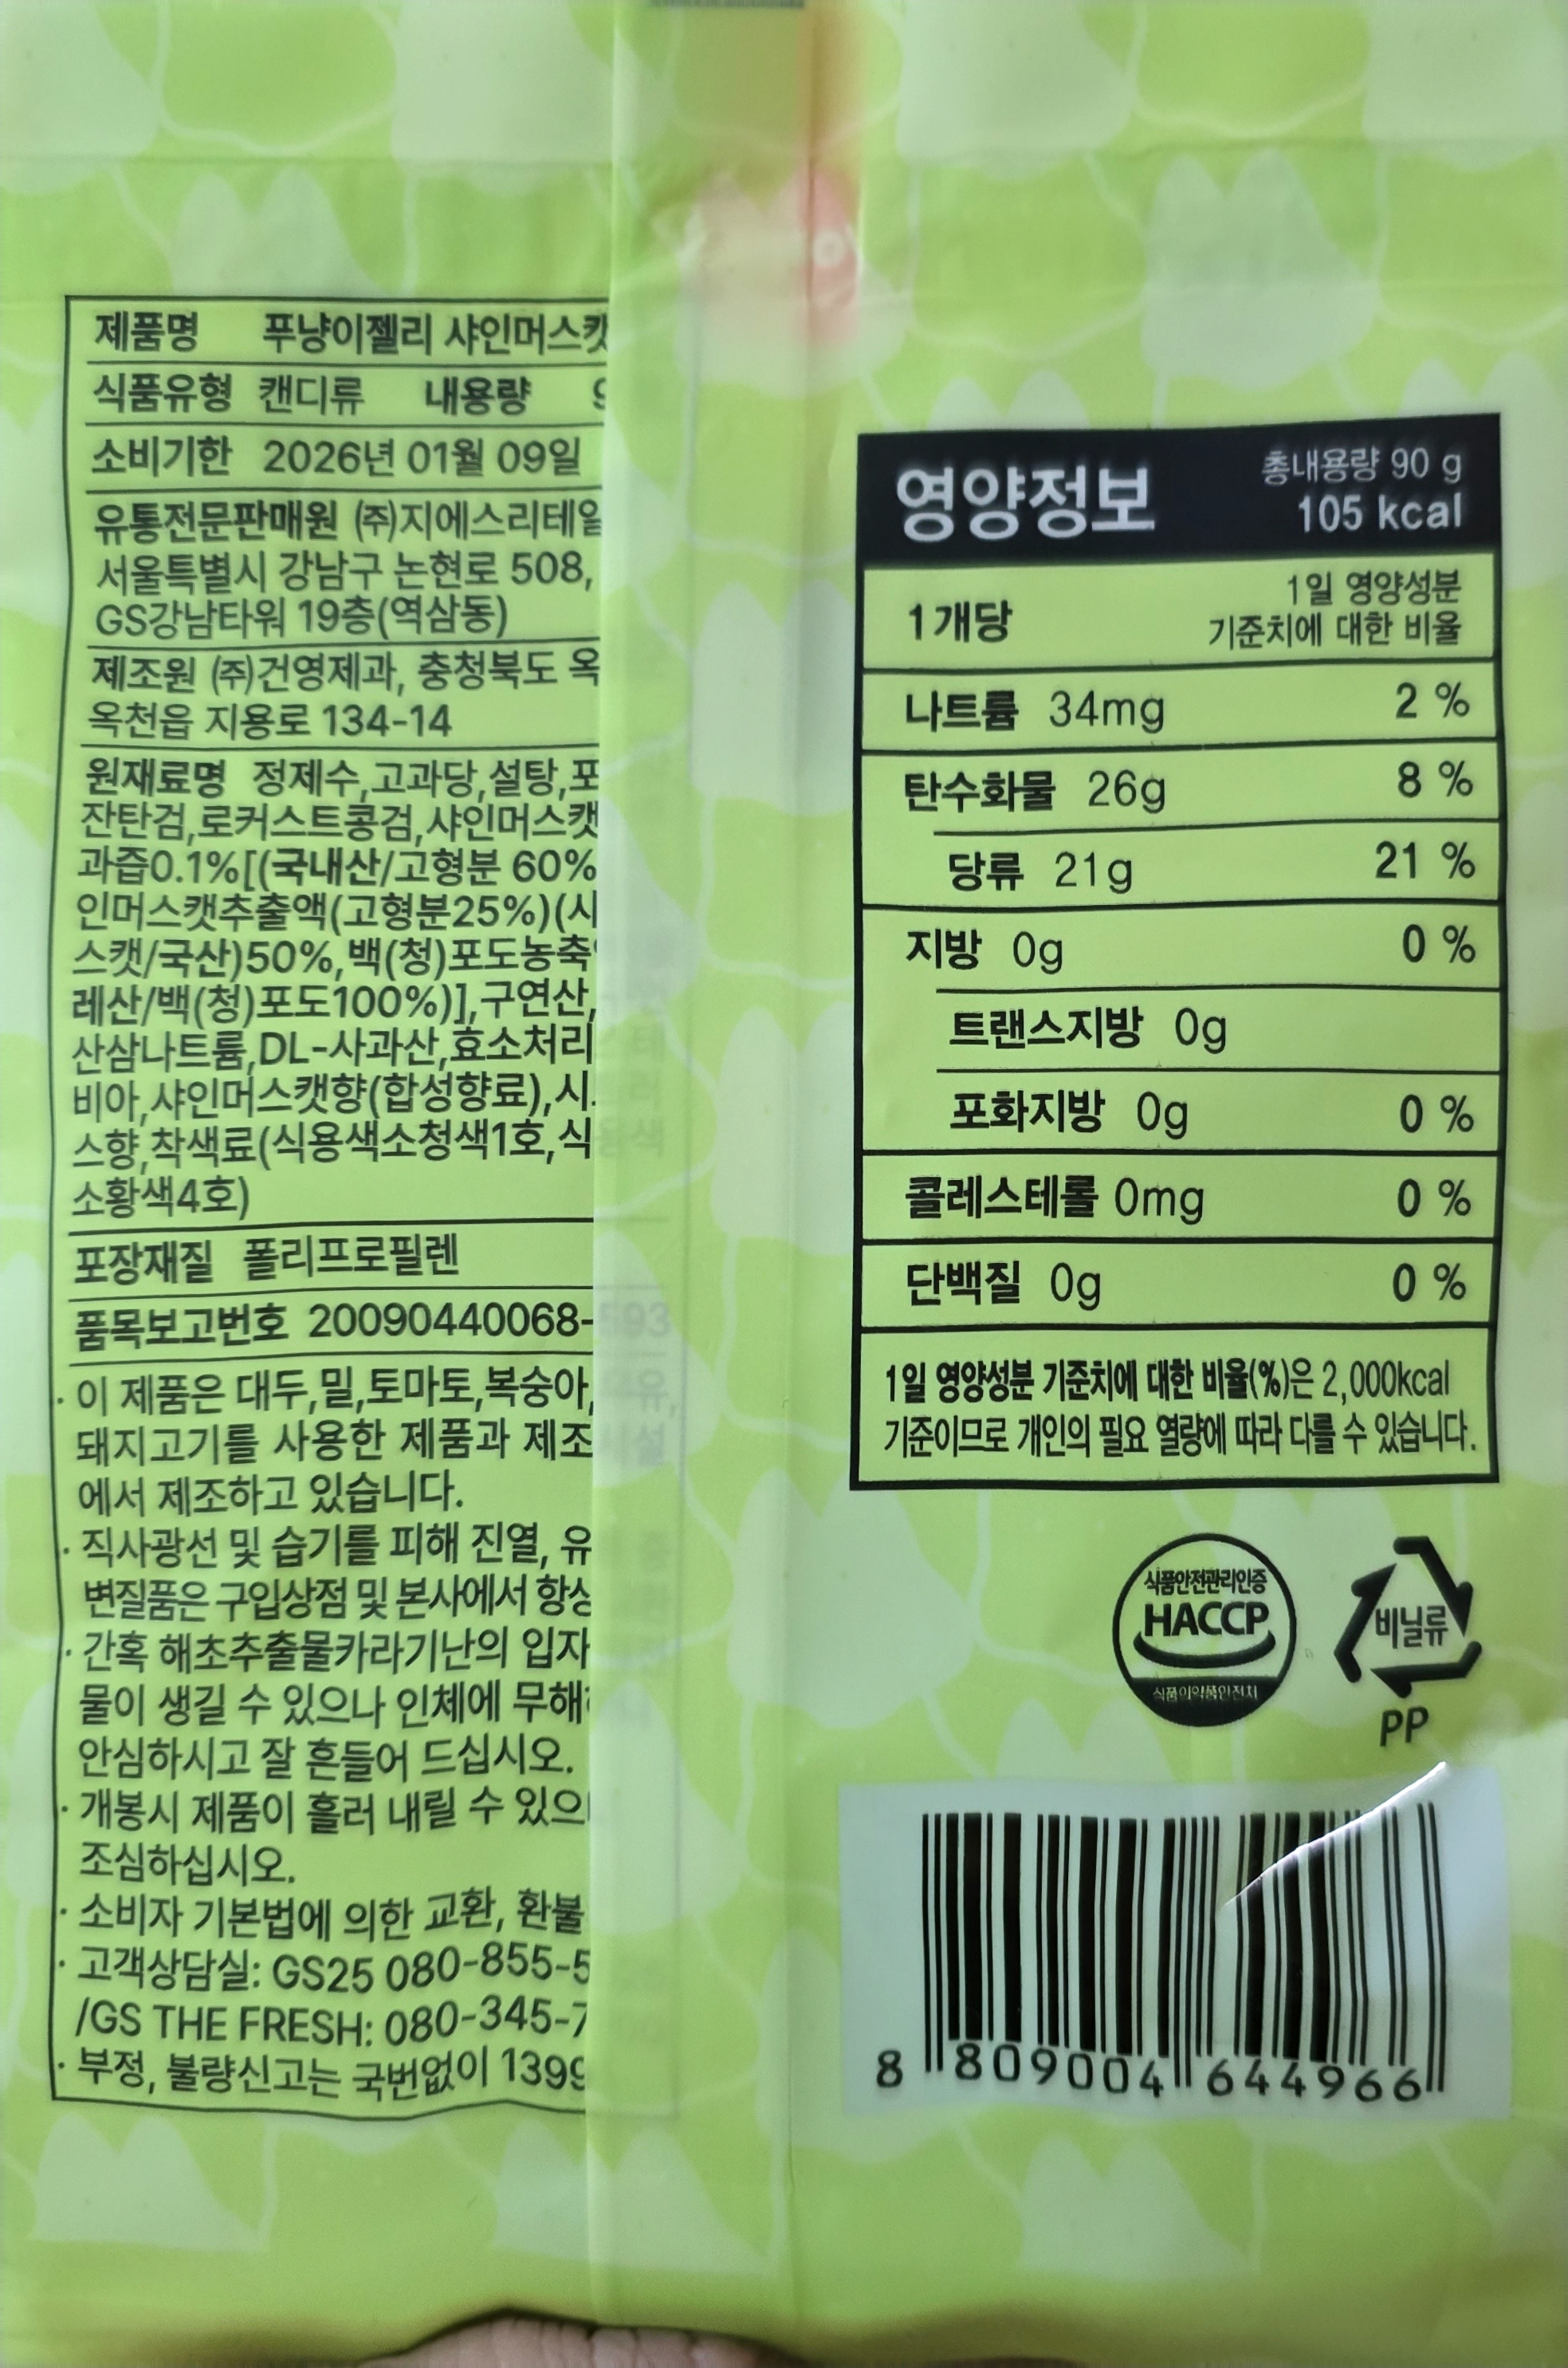 제품명 푸냥이젤리 샤인머스캣
식품유형 캔디류 내용량
소비기한 2026년 01월 09일
유통전문판매원 (주)지에스리테일
서울특별시 강남구 논현로 508,
GS강남타워 19층(역삼동)
제조원 (주)건영제과, 충청북도 옥
옥천읍 지용로 134-14
원재료명 정제수,고과당,설탕,포
잔탄검,로커스트콩검,샤인머스캣
과즙0.1%[(국내산/고형분 60%
인머스캣추출액(고형분25%)(샤
스캣/국산)50%,백(청)포도농축
레산/백(청)포도100%)],구연산,
산삼나트륨,DL-사과산,효소처리
비아,샤인머스캣향(합성향료),시
스향,착색료(식용색소청색1호,식
소황색4호)
포장재질 폴리프로필렌
품목보고번호 20090440068-593
· 이 제품은 대두,밀,토마토,복숭아,
돼지고기를 사용한 제품과 제조
에서 제조하고 있습니다.
· 직사광선 및 습기를 피해 진열, 유
변질품은 구입상점 및 본사에서 항상
· 간혹 해초추출물카라기난의 입자
물이 생길 수 있으나 인체에 무해
안심하시고 잘 흔들어 드십시오.
· 개봉시 제품이 흘러 내릴 수 있으
조심하십시오.
· 소비자 기본법에 의한 교환, 환불
· 고객상담실: GS25 080-855-5
/GS THE FRESH: 080-345-7
· 부정, 불량신고는 국번없이 1399
영양정보 총내용량 90 g
105 kcal
1개당 1일 영양성분
기준치에 대한 비율
나트륨 34mg 2 %
탄수화물 26g 8 %
당류 21g 21 %
지방 0g 0 %
트랜스지방 0g
포화지방 0g 0 %
콜레스테롤 0mg 0 %
단백질 0g 0 %
1일 영양성분 기준치에 대한 비율(%)은 2,000kcal
기준이므로 개인의 필요 열량에 따라 다를 수 있습니다.
식품안전관리인증
HACCP
식품의약품안전처
비닐류
PP
8 809004 644966